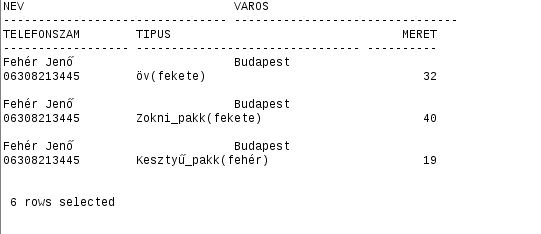 NEV VAROS
-------------------------------- --------------------------------
TELEFONSZAM TIPUS MERET
------------------ -------------------------------- ----------
Fehér Jenő Budapest
06308213445 öv(fekete) 32
Fehér Jenő Budapest
06308213445 Zokni_pakk(fekete) 40
Fehér Jenő Budapest
06308213445 Kesztyű_pakk(fehér) 19
6 rows selected